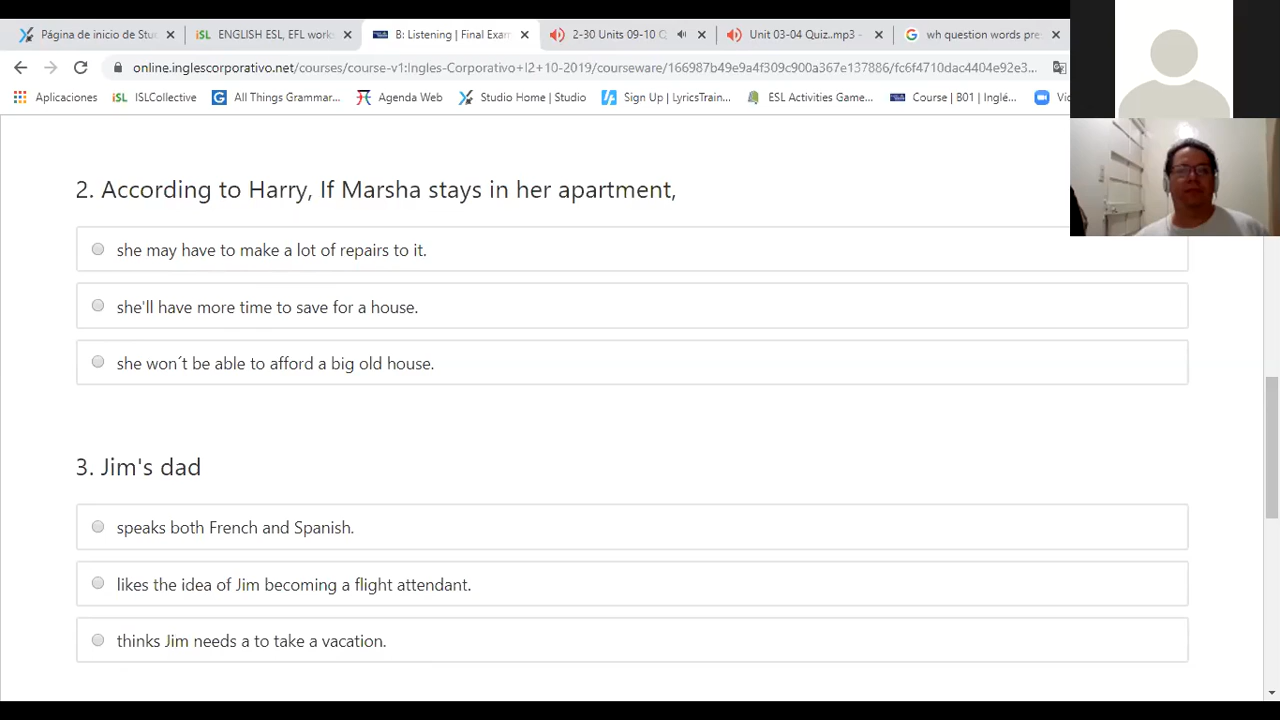 Página de inicio de Stu
ENGLISH ESL, EFL work
B: Listening | Final Exam
2-30 Units 09-10 Q
Unit 03-04 Quiz..mp3 -
wh question words pre
online.inglescorporativo.net/courses/course-v1:Ingles-Corporativo+I2+10-2019/courseware/166987b49e9a4f309c900a367e137886/fc6f4710dac4404e92e3...
Aplicaciones
iSL ISLCollective
G All Things Grammar...
Agenda Web
Studio Home | Studio
Sign Up | LyricsTrain...
ESL Activities Game...
Course | B01 | Inglé...
2. According to Harry, If Marsha stays in her apartment,
she may have to make a lot of repairs to it.
she'll have more time to save for a house.
she won´t be able to afford a big old house.
3. Jim's dad
speaks both French and Spanish.
likes the idea of Jim becoming a flight attendant.
thinks Jim needs a to take a vacation.